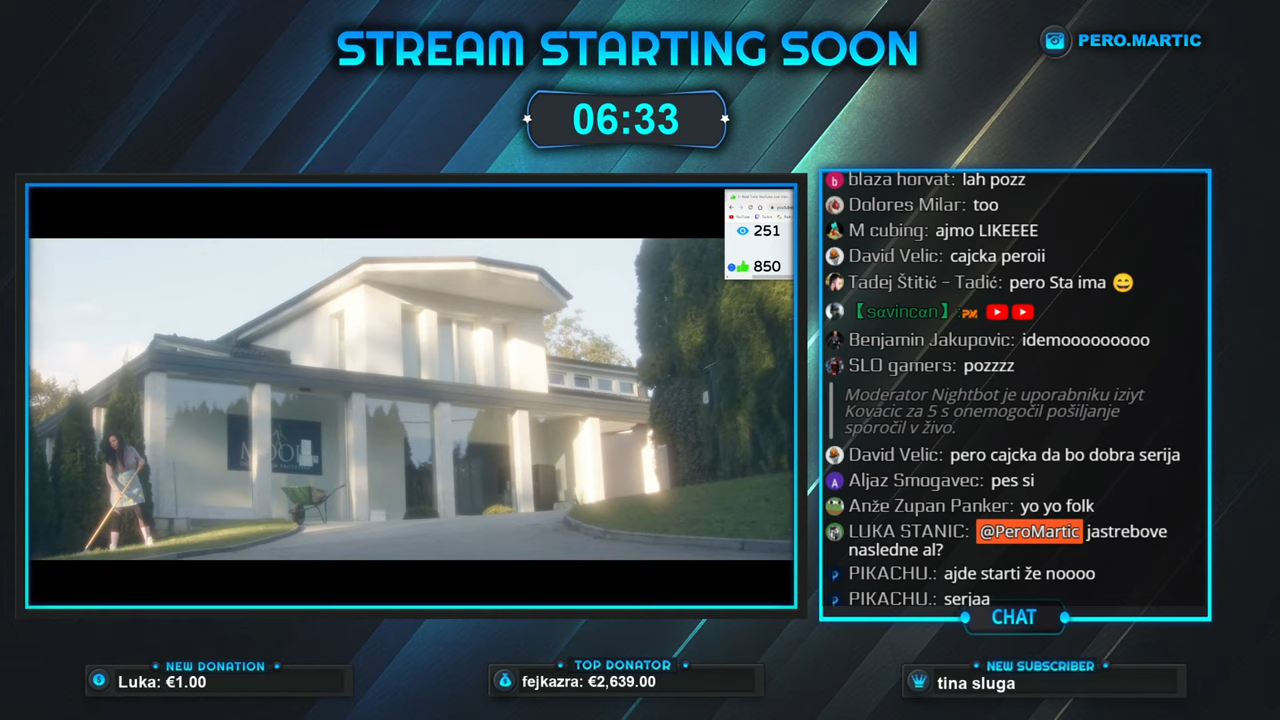 STREAM STARTING SOON
PERO.MARTIC
06:33
251
850
blaza horvat: lah pozz
Dolores Milar: too
M cubing: ajmo LIKEEEE
David Velic: cajcka peroii
Tadej Štitić - Tadić: pero Sta ima 😄
【sαvincαn】: PM
Benjamin Jakupovic: idemooooooooo
SLO gamers: pozzzz
Moderator Nightbot je uporabniku iziyt
Kovacic za 5 s onemogočil pošiljanje
sporočil v živo.
David Velic: pero cajcka da bo dobra serija
Aljaz Smogavec: pes si
Anže Zupan Panker: yo yo folk
LUKA STANIC: @PeroMartic jastrebove
nasledne al?
PIKACHU.: ajde starti že noooo
PIKACHU.: serjaa
CHAT
NEW DONATION
Luka: €1.00
TOP DONATOR
fejkazra: €2,639.00
NEW SUBSCRIBER
tina sluga